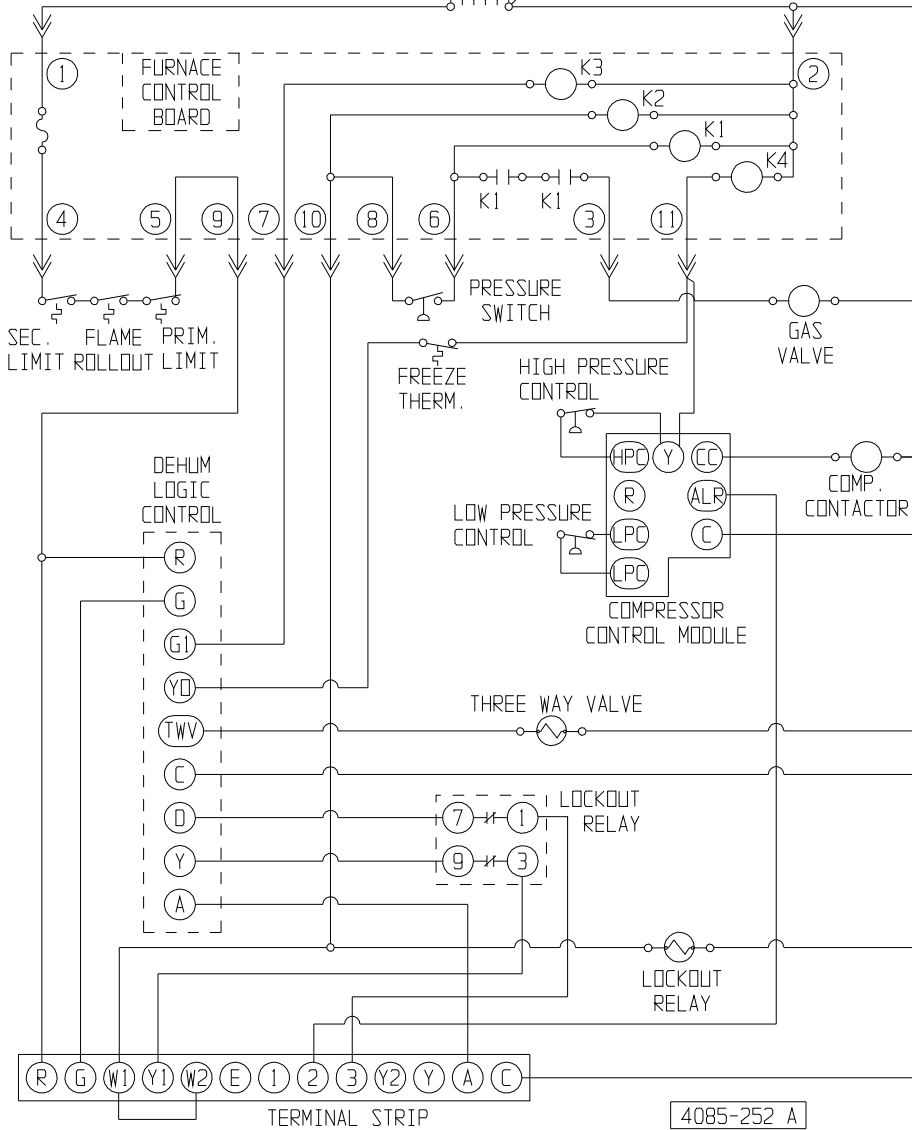 1
FURNACE
CONTROL
BOARD
K3
2
K2
K1
K4
K1
K1
4
5
9
7
10
8
6
3
11
PRESSURE
SWITCH
SEC.
LIMIT
FLAME
ROLLOUT
PRIM.
LIMIT
GAS
VALVE
FREEZE
THERM.
HIGH PRESSURE
CONTROL
HPC
Y
CC
R
ALR
LPC
C
LPC
COMP.
CONTACTOR
LOW PRESSURE
CONTROL
COMPRESSOR
CONTROL MODULE
DEHUM
LOGIC
CONTROL
R
G
G1
YO
TWV
C
D
Y
A
THREE WAY VALVE
7
1
9
3
LOCKOUT
RELAY
LOCKOUT
RELAY
R
G
W1
Y1
W2
E
1
2
3
Y2
Y
A
C
TERMINAL STRIP
4085-252 A